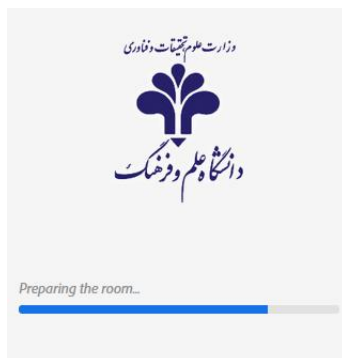 وزارت علوم تحقیقات و فناوری
دانشگاه علم و فرهنگ
Preparing the room...